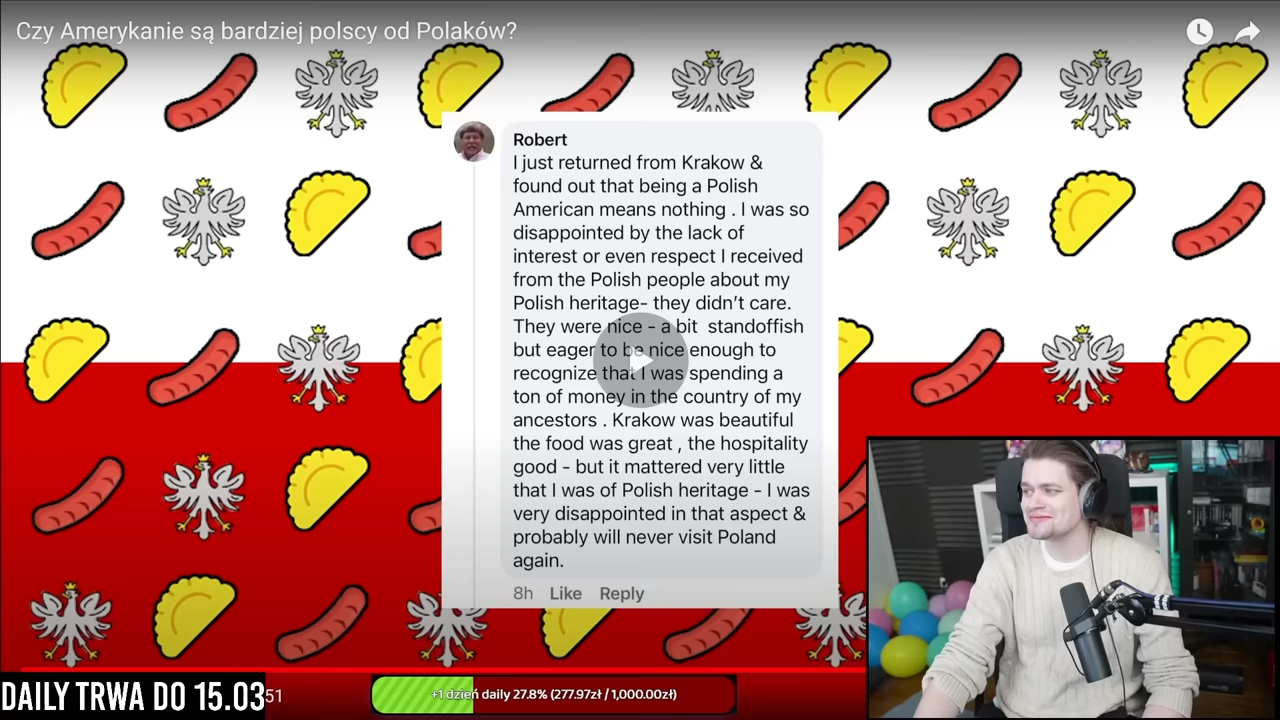 Czy Amerykanie są bardziej polscy od Polaków?
Robert
I just returned from Krakow &
found out that being a Polish
American means nothing . I was so
disappointed by the lack of
interest or even respect I received
from the Polish people about my
Polish heritage- they didn’t care.
They were nice - a bit  standoffish
but eager to be nice enough to
recognize that I was spending a
ton of money in the country of my
ancestors . Krakow was beautiful
the food was great , the hospitality
good - but it mattered very little
that I was of Polish heritage - I was
very disappointed in that aspect &
probably will never visit Poland
again.
8h Like Reply
DAILY TRWA DO 15.03
51
+1 dzień daily 27.8% (277.97zł / 1,000.00zł)